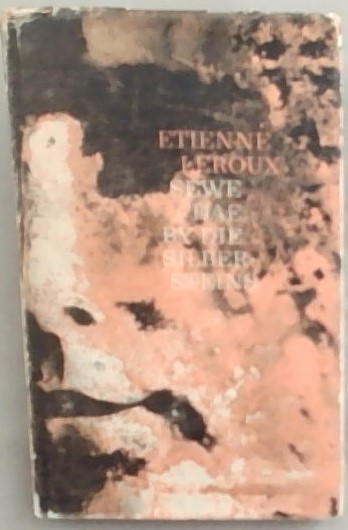 ETIENNE
LEROUX
SEWE
DAE
BY DIE
SILBER-
STEINS